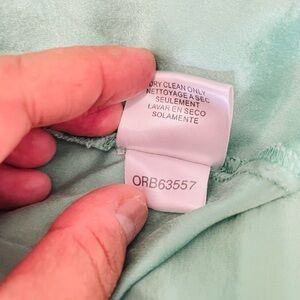 DRY CLEAN ONLY
NETTOYAGE A SEC
SEULEMENT
LAVAR EN SECO
SOLAMENTE
ORB63557